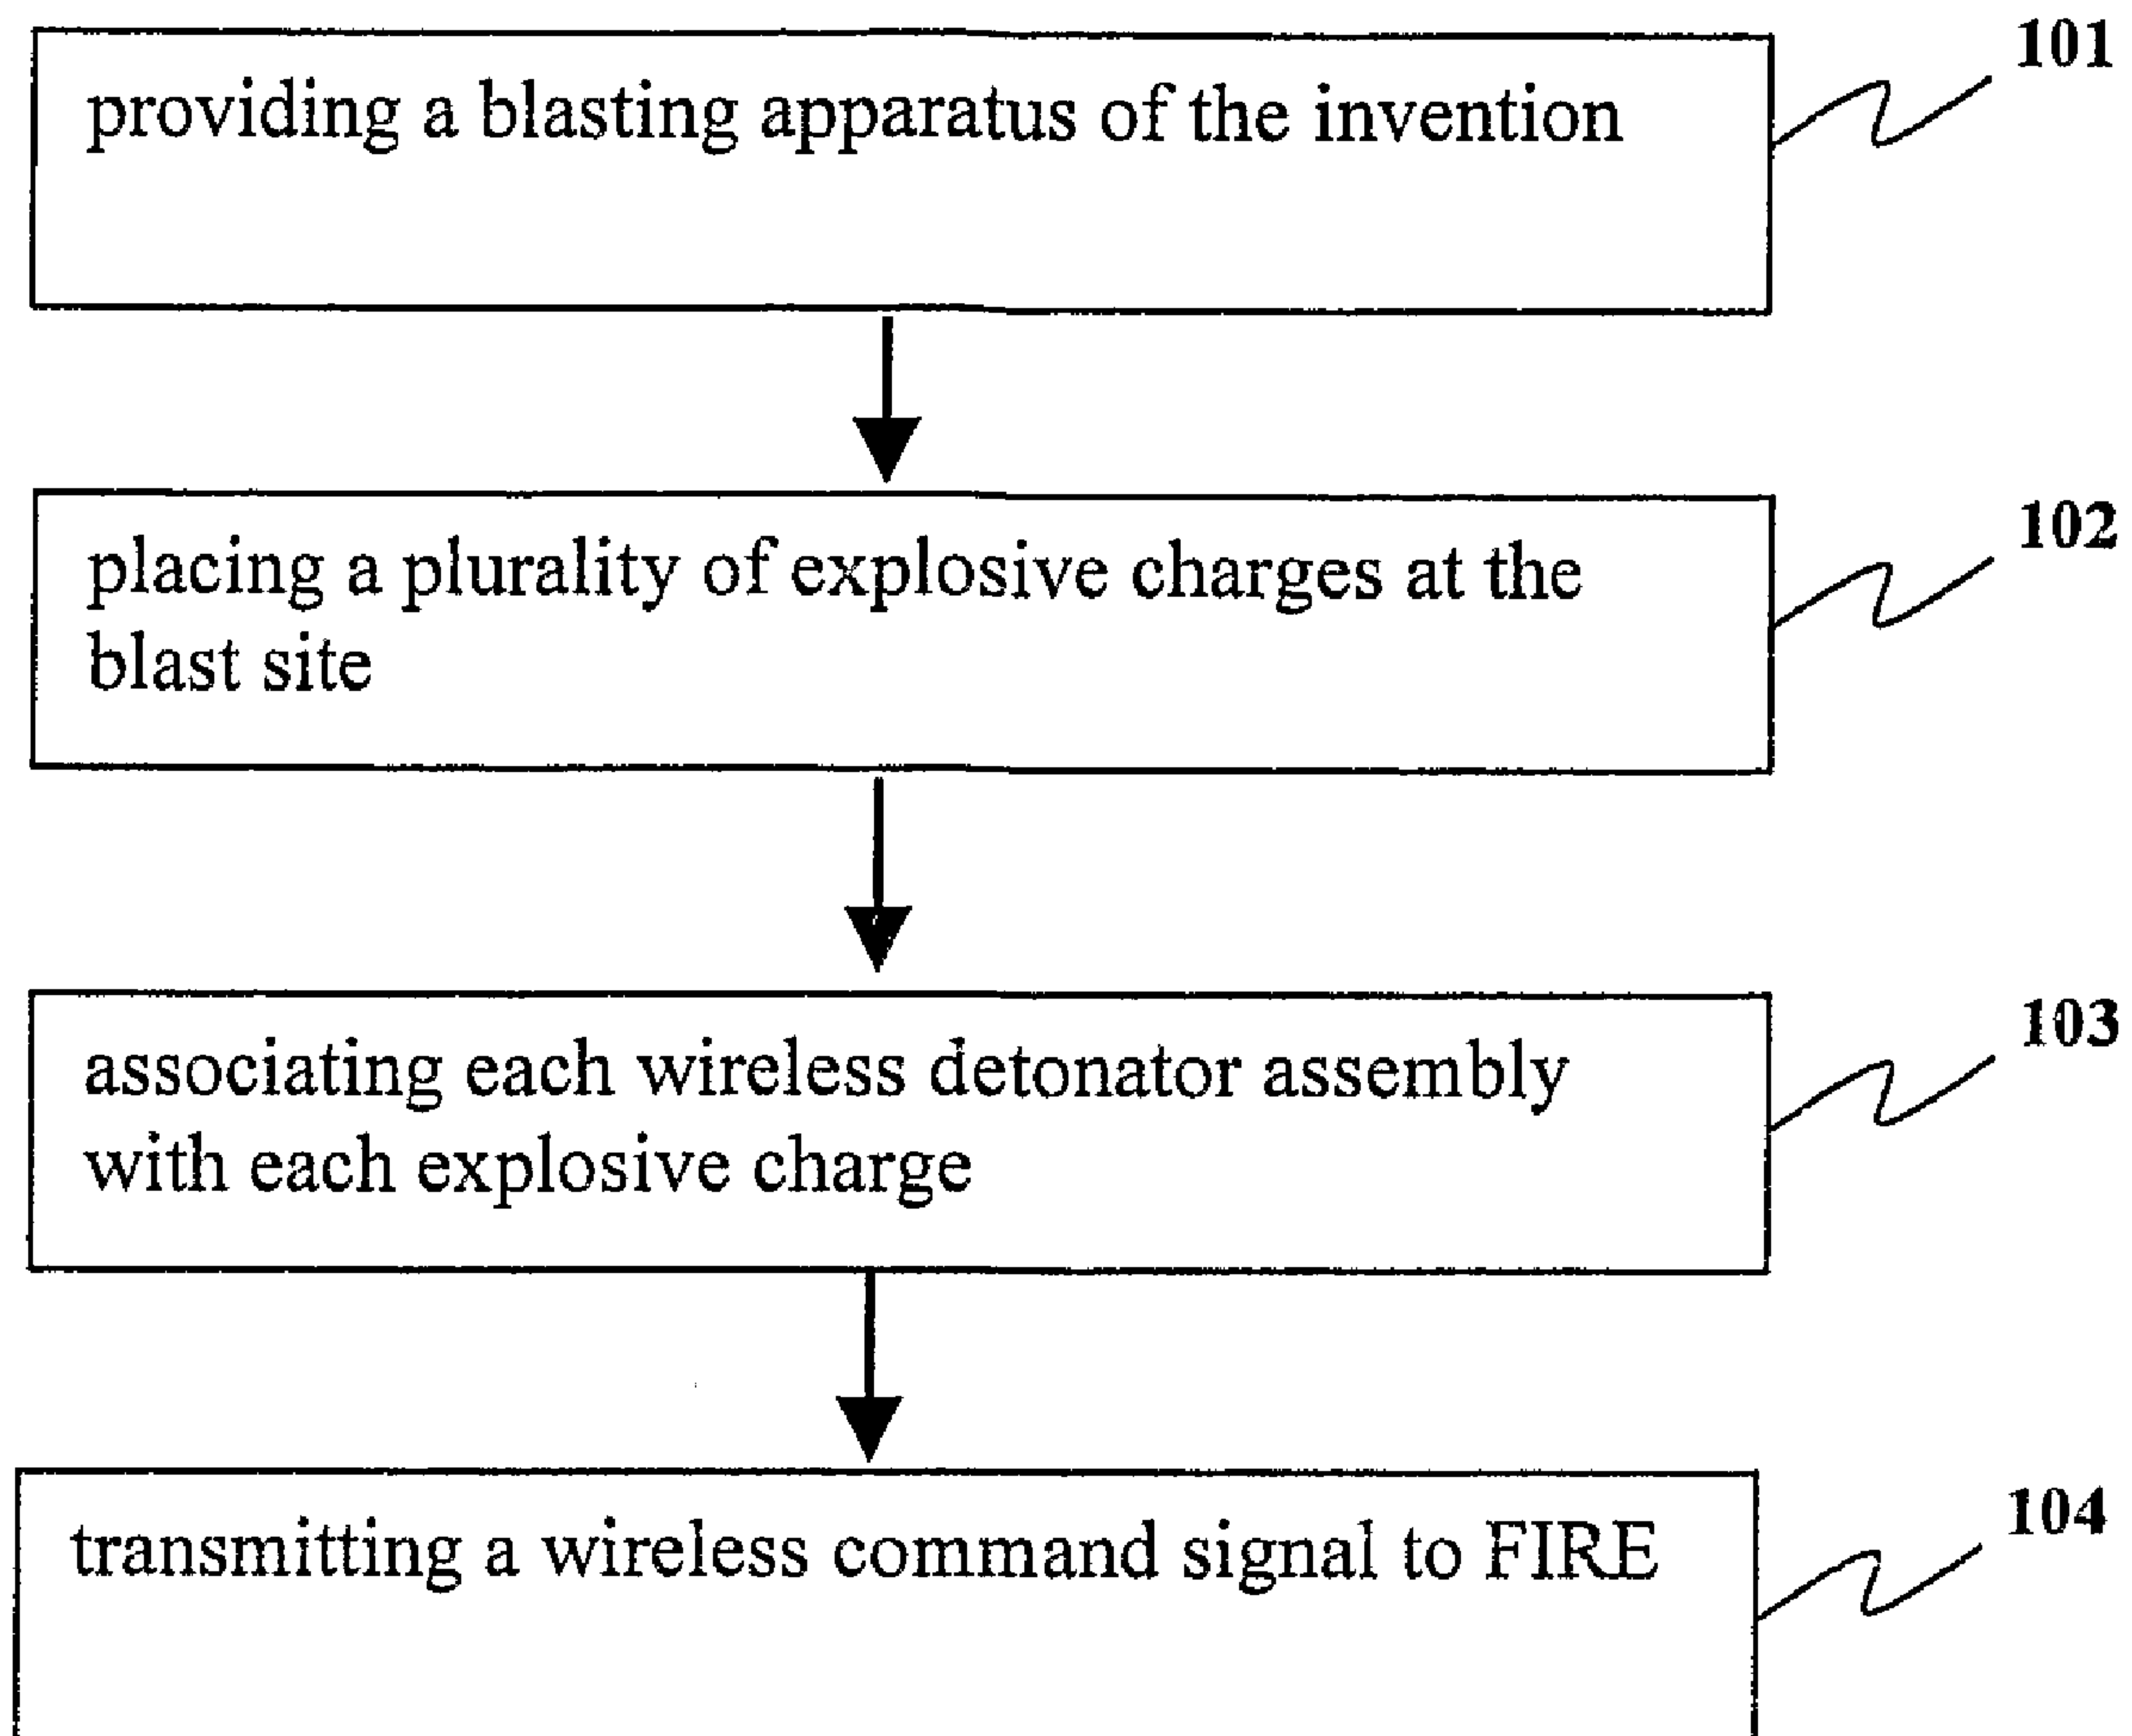 101
providing a blasting apparatus of the invention
102
placing a plurality of explosive charges at the
blast site
103
associating each wireless detonator assembly
with each explosive charge
104
transmitting a wireless command signal to FIRE